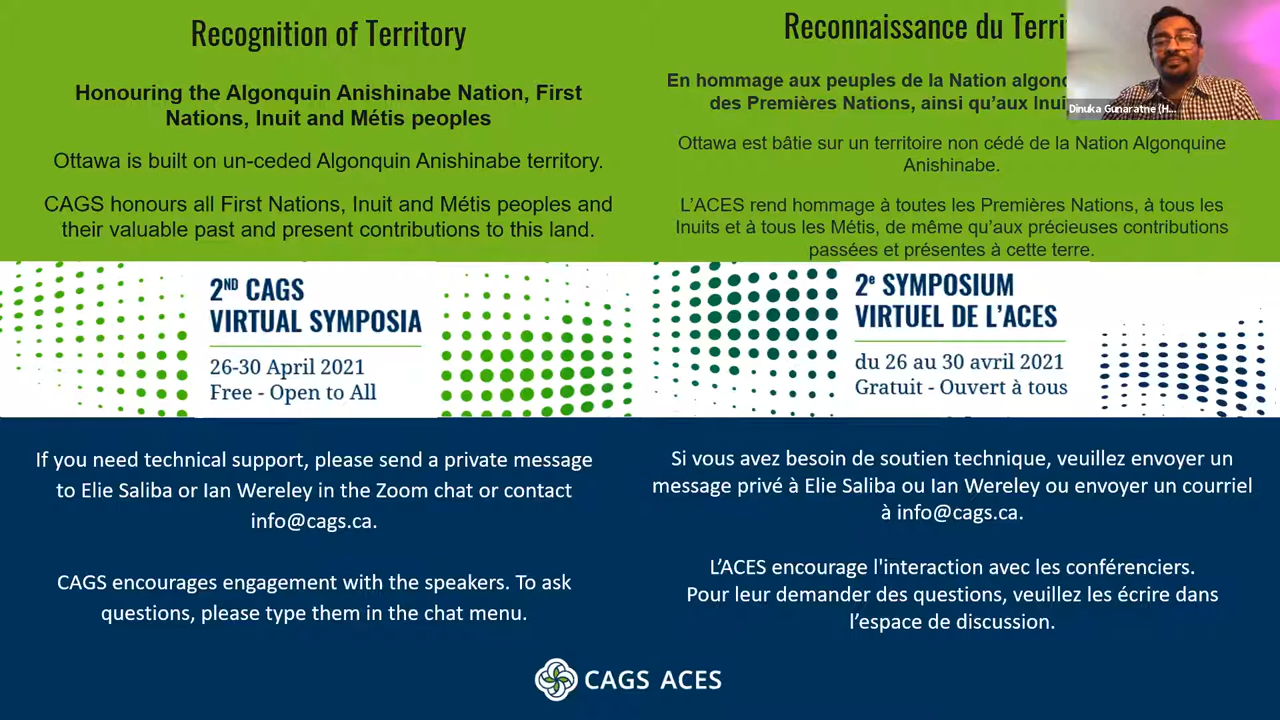 Recognition of Territory
Honouring the Algonquin Anishinabe Nation, First
Nations, Inuit and Métis peoples
Ottawa is built on un-ceded Algonquin Anishinabe territory.
CAGS honours all First Nations, Inuit and Métis peoples and
their valuable past and present contributions to this land.
Reconnaissance du Terri
En hommage aux peuples de la Nation algonq
des Premières Nations, ainsi qu'aux Inui
Dinuka Gunaratne (H...
Ottawa est bâtie sur un territoire non cédé de la Nation Algonquine
Anishinabe.
L'ACES rend hommage à toutes les Premières Nations, à tous les
Inuits et à tous les Métis, de même qu'aux précieuses contributions
passées et présentes à cette terre.
2ND CAGS
VIRTUAL SYMPOSIA
26-30 April 2021
Free - Open to All
2e SYMPOSIUM
VIRTUEL DE L'ACES
du 26 au 30 avril 2021
Gratuit - Ouvert à tous
If you need technical support, please send a private message
to Elie Saliba or Ian Wereley in the Zoom chat or contact
info@cags.ca.
CAGS encourages engagement with the speakers. To ask
questions, please type them in the chat menu.
Si vous avez besoin de soutien technique, veuillez envoyer un
message privé à Elie Saliba ou Ian Wereley ou envoyer un courriel
à info@cags.ca.
L'ACES encourage l'interaction avec les conférenciers.
Pour leur demander des questions, veuillez les écrire dans
l'espace de discussion.
CAGS ACES